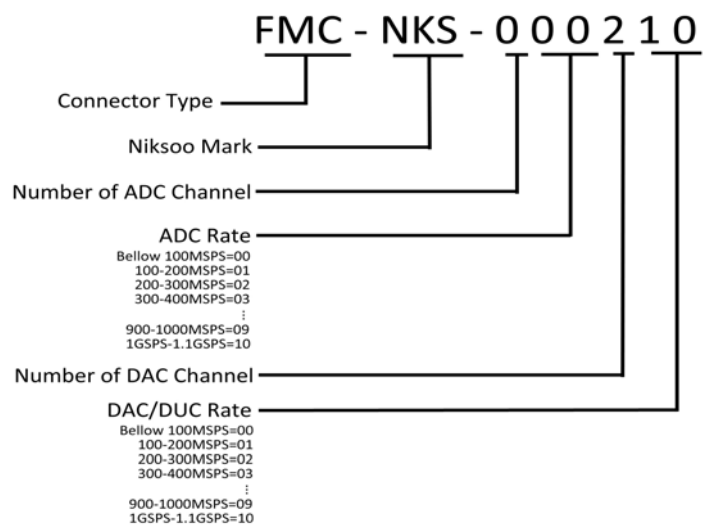 FMC - NKS - 0 0 0 2 1 0
Connector Type
Niksoo Mark
Number of ADC Channel
ADC Rate
Bellow 100MSPS=00
100-200MSPS=01
200-300MSPS=02
300-400MSPS=03
⋮
900-1000MSPS=09
1GSPS-1.1GSPS=10
Number of DAC Channel
DAC/DUC Rate
Bellow 100MSPS=00
100-200MSPS=01
200-300MSPS=02
300-400MSPS=03
⋮
900-1000MSPS=09
1GSPS-1.1GSPS=10